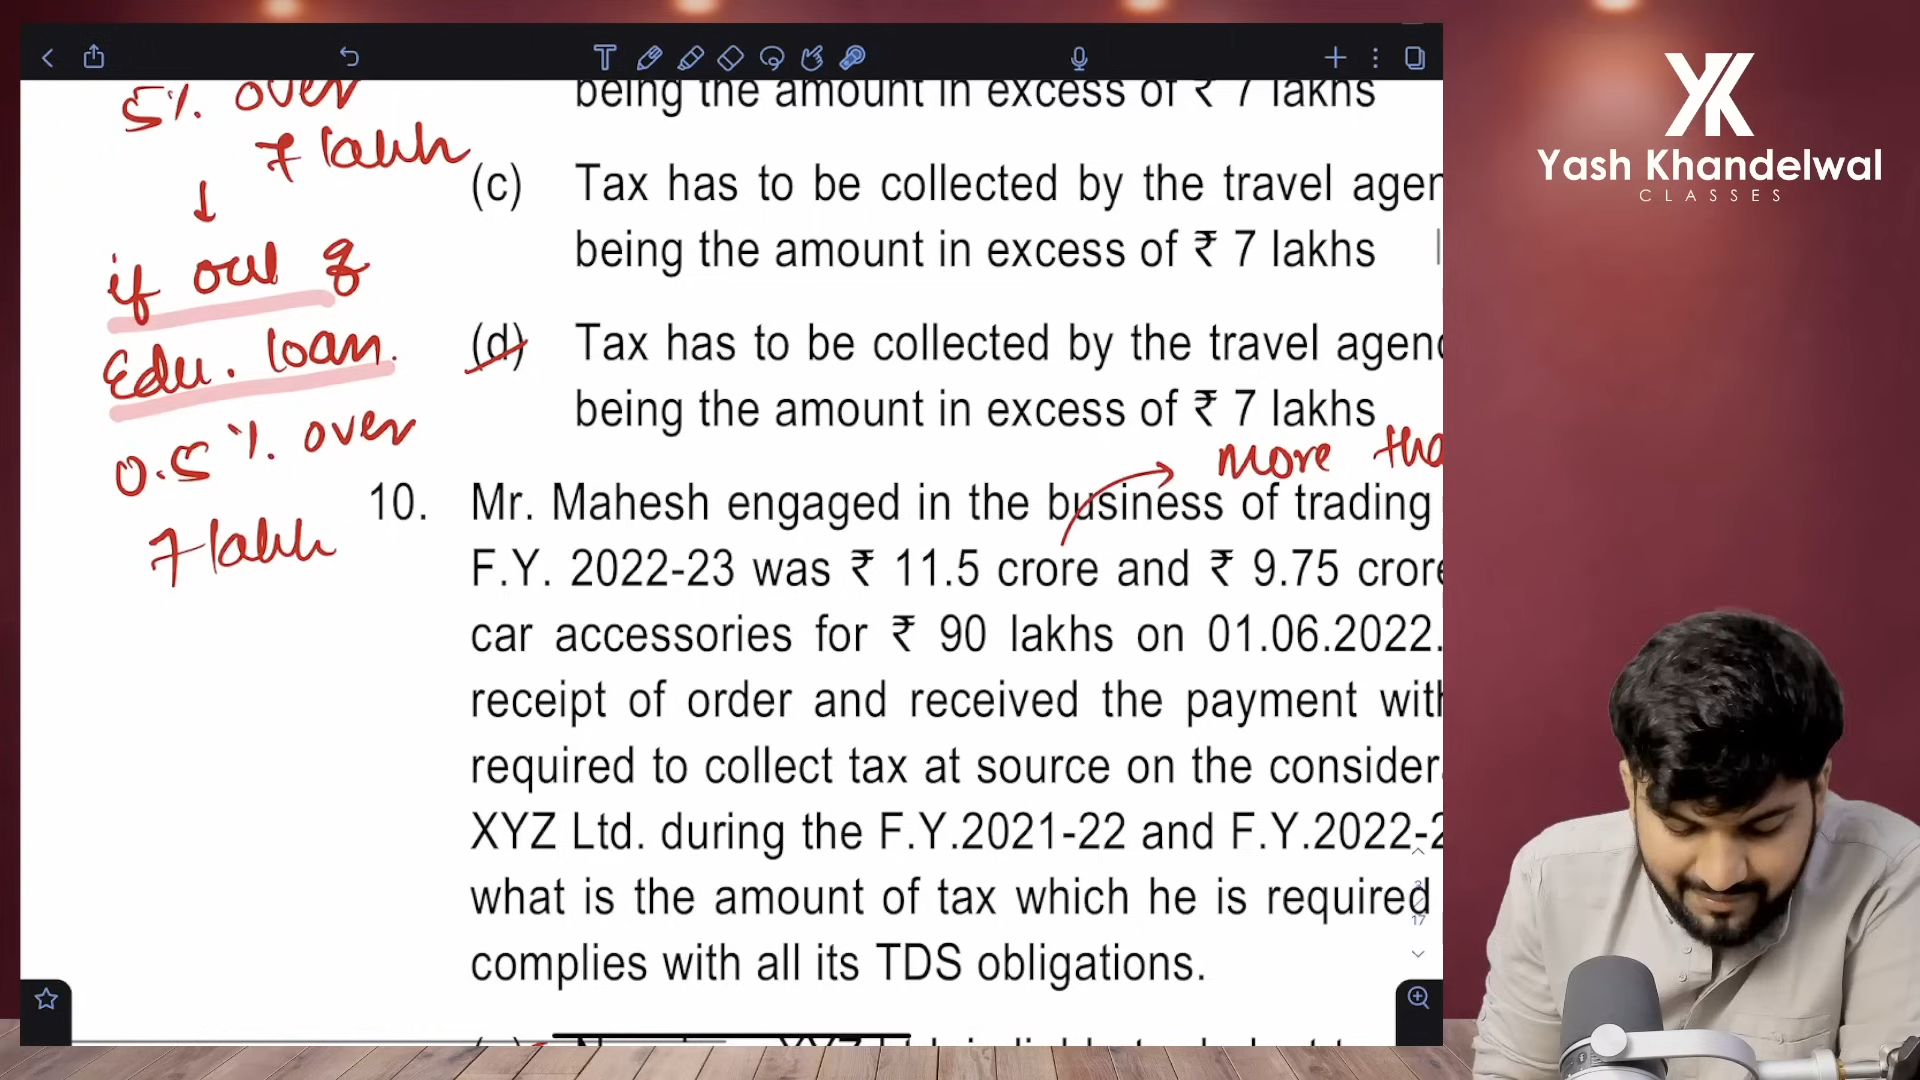 5%. over
7 lakh
if out of
Edu. loan.
0.5%. over
7 lakh
being the amount in excess of ₹ 7 lakhs
(c) Tax has to be collected by the travel agen
being the amount in excess of ₹ 7 lakhs
(d) Tax has to be collected by the travel agenc
being the amount in excess of ₹ 7 lakhs
more tha
10. Mr. Mahesh engaged in the business of trading
F.Y. 2022-23 was ₹ 11.5 crore and ₹ 9.75 crore
car accessories for ₹ 90 lakhs on 01.06.2022.
receipt of order and received the payment with
required to collect tax at source on the consider
XYZ Ltd. during the F.Y.2021-22 and F.Y.2022-2
what is the amount of tax which he is required
complies with all its TDS obligations.
17
YK
Yash Khandelwal
CLASSES